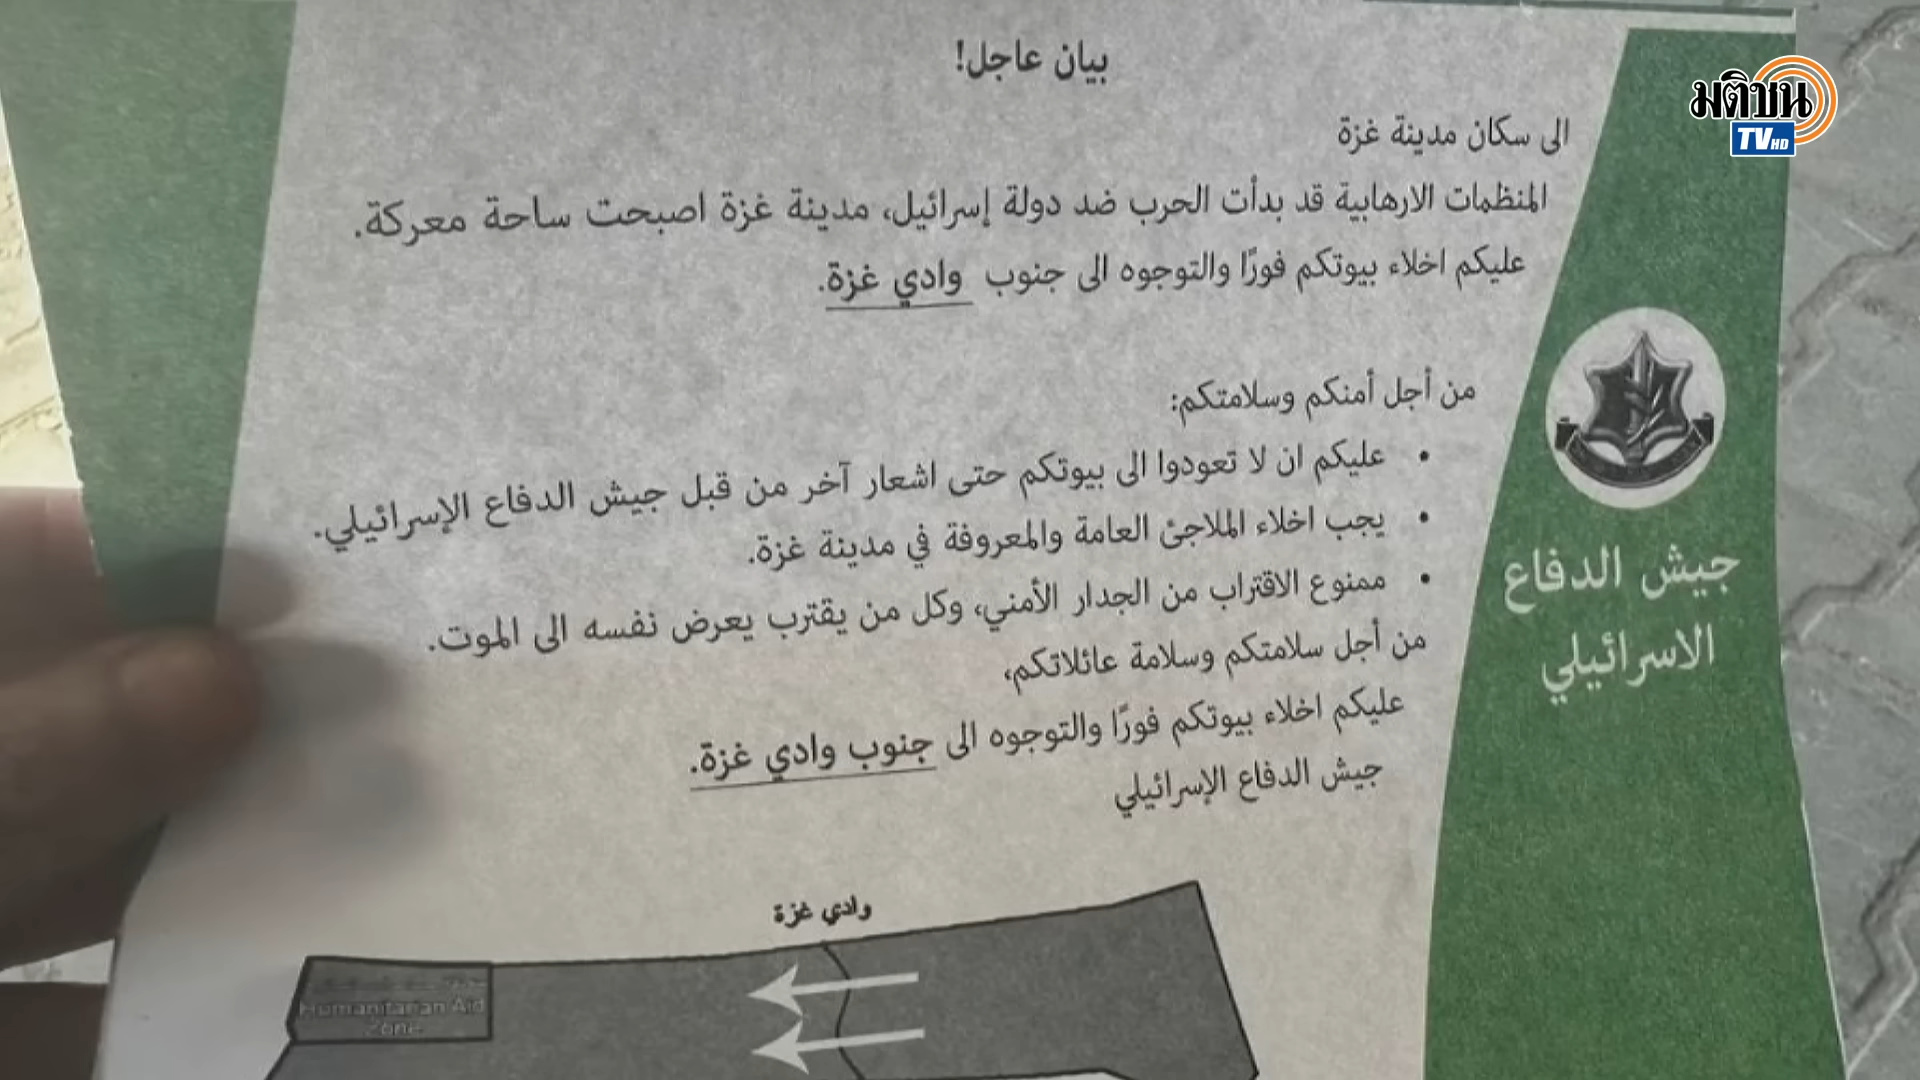 بيان عاجل!
الى سكان مدينة غزة
المنظمات الارهابية قد بدأت الحرب ضد دولة إسرائيل، مدينة غزة اصبحت ساحة معركة.
عليكم اخلاء بيوتكم فورًا والتوجوه الى جنوب وادي غزة.
من أجل أمنكم وسلامتكم:
• عليكم ان لا تعودوا الى بيوتكم حتى اشعار آخر من قبل جيش الدفاع الإسرائيلي.
• يجب اخلاء الملاجئ العامة والمعروفة في مدينة غزة.
• ممنوع الاقتراب من الجدار الأمني، وكل من يقترب يعرض نفسه الى الموت.
من أجل سلامتكم وسلامة عائلاتكم،
عليكم اخلاء بيوتكم فورًا والتوجوه الى جنوب وادي غزة.
جيش الدفاع الإسرائيلي
وادي غزة
Humanitarian Aid
Zone
جيش الدفاع
الاسرائيلي
มติชน
TV HD